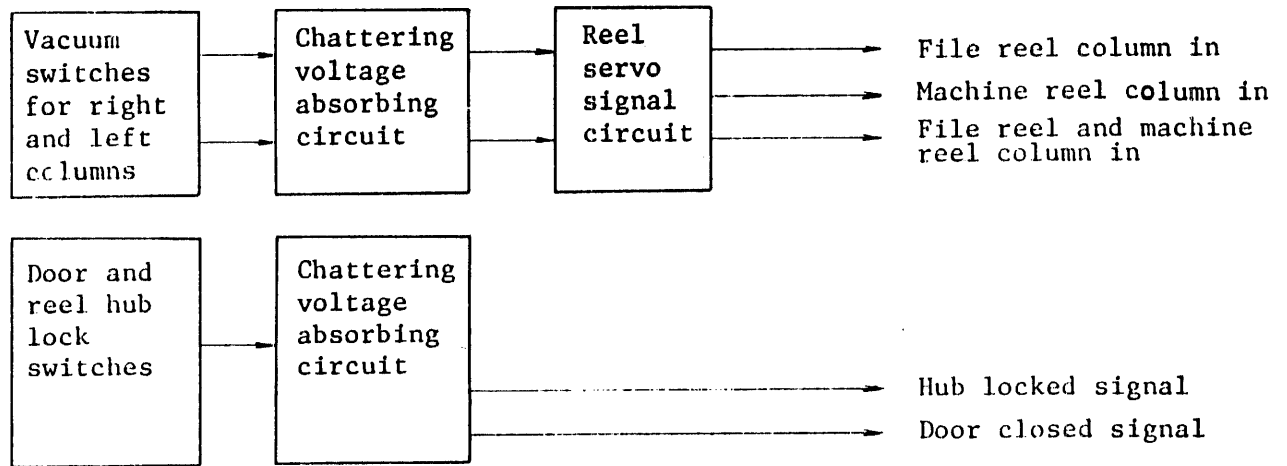 Vacuum
switches
for right
and left
cclumns
Chattering
voltage
absorbing
circuit
Reel
servo
signal
circuit
File reel column in
Machine reel column in
File reel and machine
reel column in
Door and
reel hub
lock
switches
Chattering
voltage
absorbing
circuit
Hub locked signal
Door closed signal